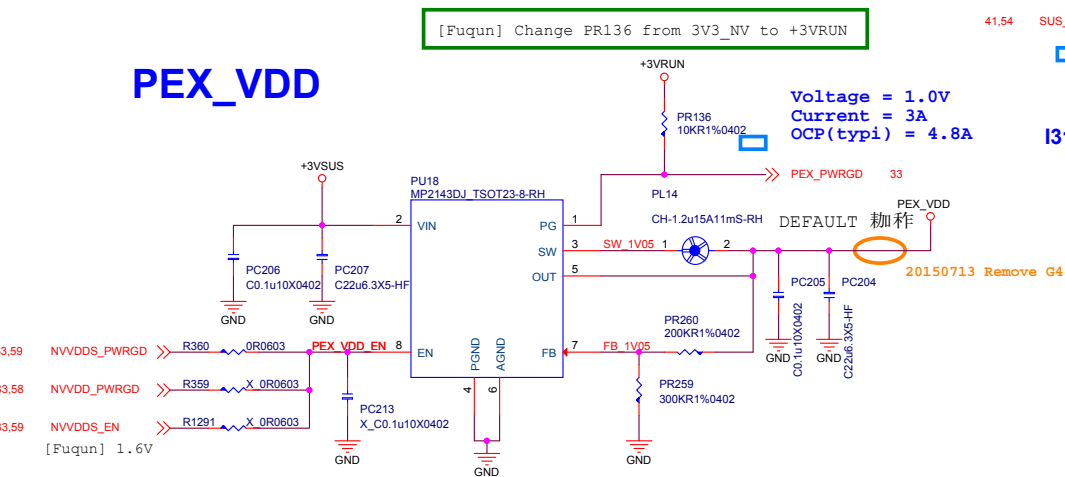 [Fuqun] Change PR136 from 3V3_NV to +3VRUN
41,54 SUS_
PEX_VDD
+3VRUN
Voltage = 1.0V
Current = 3A
OCP(typi) = 4.8A
I31
PR136
10KR1%0402
+3VSUS
PU18
MP2143DJ_TSOT23-8-RH
PEX_PWRGD 33
PL14
CH-1.2u15A11mS-RH
DEFAULT 糼秨
PEX_VDD
2 VIN
PG 1
SW 3 SW_1V05 1 2
OUT 5
PC206
C0.1u10X0402
PC207
C22u6.3X5-HF
GND
GND
20150713 Remove G4
PC205
C0.1u10X0402
PC204
C22u6.3X5-HF
GND
GND
PR260
200KR1%0402
3,59 NVVDDS_PWRGD R360 0R0603 PEX_VDD_EN 8 EN
FB 7 FB_1V05
PGND
AGND
4
6
3,58 NVVDD_PWRGD R359 X_0R0603
PR259
300KR1%0402
PC213
X_C0.1u10X0402
3,59 NVVDDS_EN R1291 X_0R0603
[Fuqun] 1.6V
GND
GND
GND